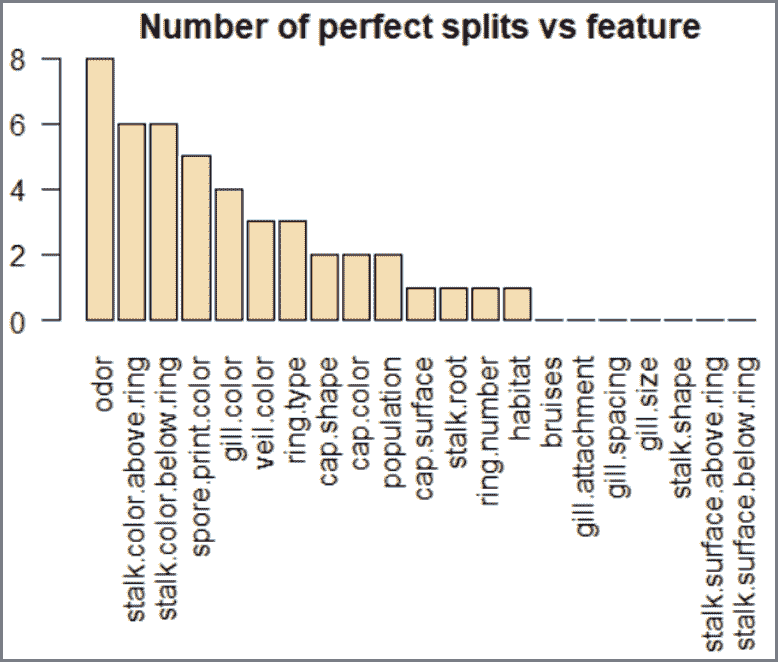 Number of perfect splits vs feature
8
6
4
2
0
odor
stalk.color.above.ring
stalk.color.below.ring
spore.print.color
gill.color
veil.color
ring.type
cap.shape
cap.color
population
cap.surface
stalk.root
ring.number
habitat
bruises
gill.attachment
gill.spacing
gill.size
stalk.shape
stalk.surface.above.ring
stalk.surface.below.ring